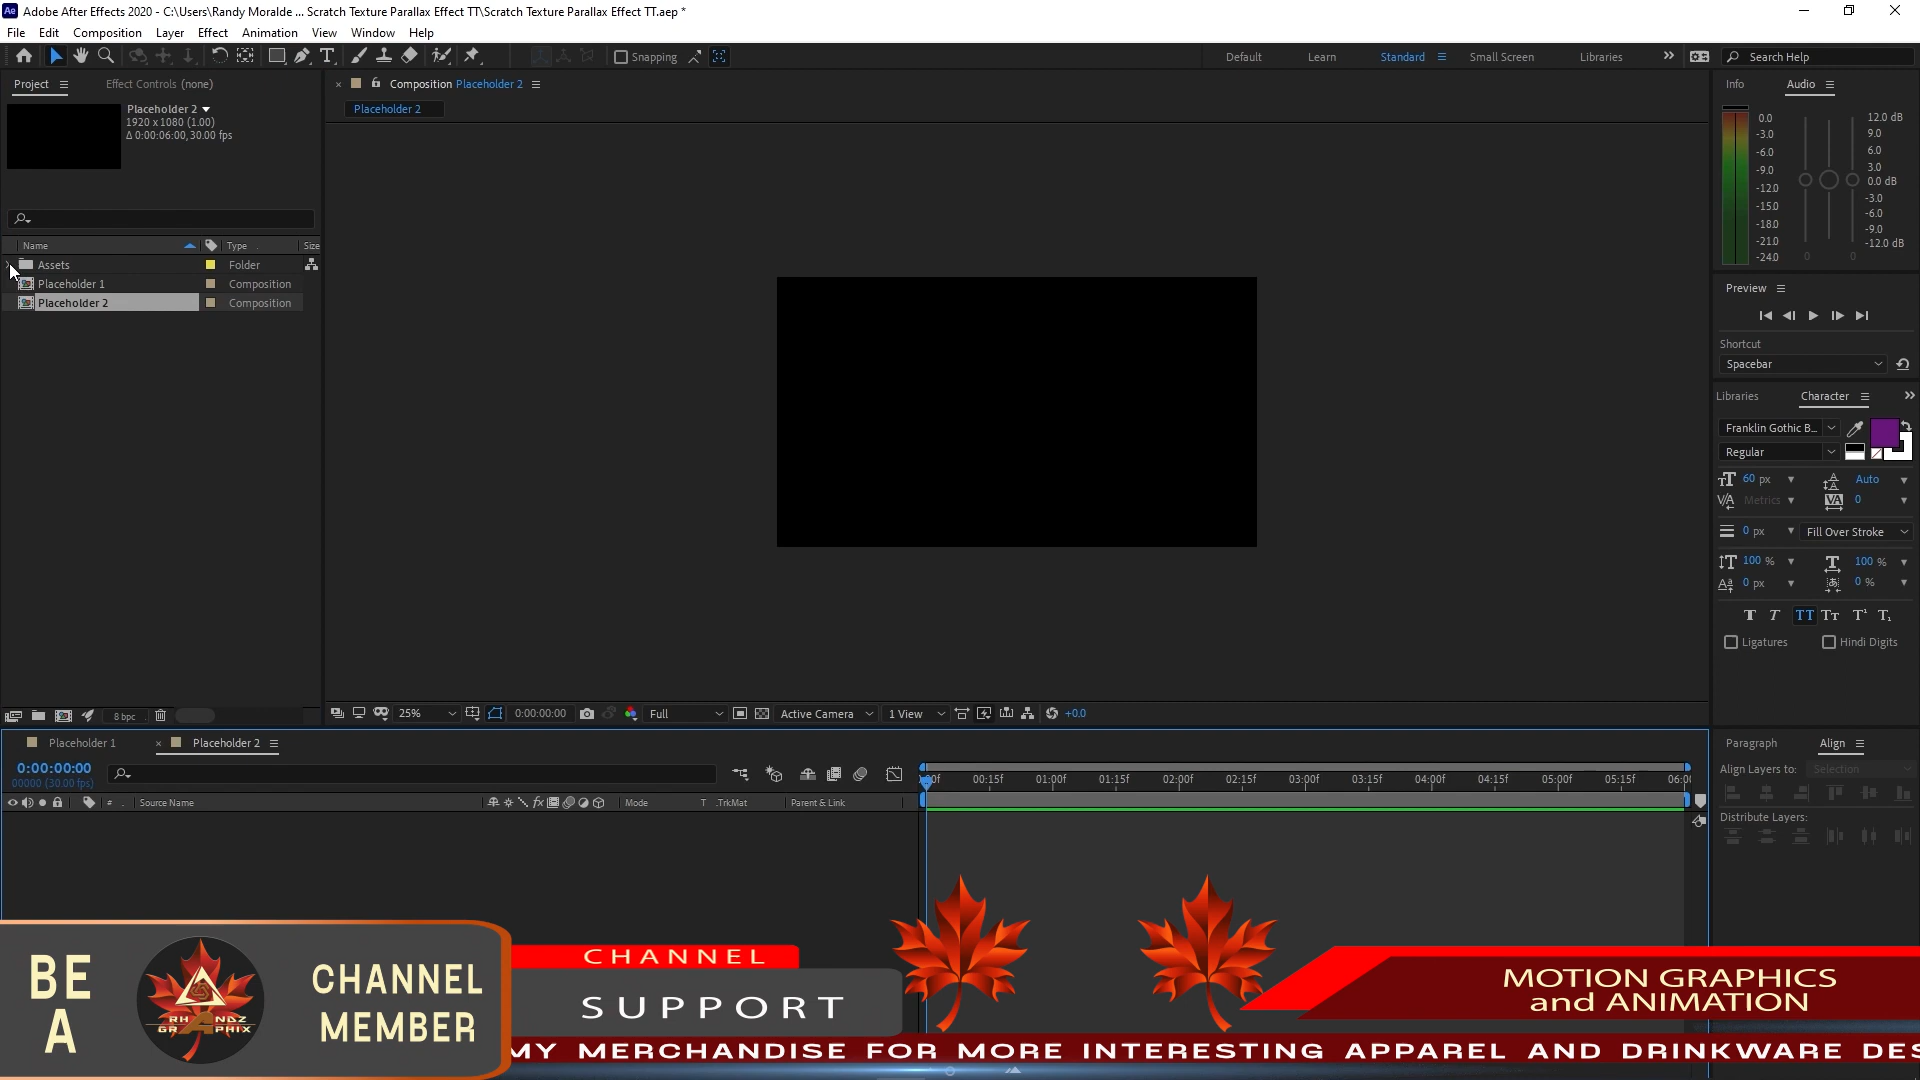 Adobe After Effects 2020 - C:\Users\Randy Moralde ... Scratch Texture Parallax Effect TT\Scratch Texture Parallax Effect TT.aep *
File Edit Composition Layer Effect Animation View Window Help
Snapping
Default Learn Standard Small Screen Libraries
Search Help
Project
Effect Controls (none)
Placeholder 2
1920 x 1080 (1.00)
Δ 0:00:06:00, 30.00 fps
Name Type Size
Assets Folder
Placeholder 1 Composition
Placeholder 2 Composition
8 bpc
Composition Placeholder 2
Placeholder 2
25% 0:00:00:00 Full Active Camera 1 View +0.0
Info Audio
0.0
-3.0
-6.0
-9.0
-12.0
-15.0
-18.0
-21.0
-24.0
12.0 dB
9.0
6.0
3.0
0.0 dB
-3.0
-6.0
-9.0
-12.0 dB
0 0
Preview
Shortcut
Spacebar
Libraries Character
Franklin Gothic B...
Regular
60 px Auto
Metrics 0
0 px Fill Over Stroke
100 % 100 %
0 px 0 %
Ligatures Hindi Digits
Paragraph Align
Align Layers to: Selection
Distribute Layers:
Placeholder 1 Placeholder 2
0:00:00:00
00000 (30.00 fps)
# Source Name Mode T .TrkMat Parent & Link
00:15f 01:00f 01:15f 02:00f 02:15f 03:00f 03:15f 04:00f 04:15f 05:00f 05:15f
BE
A
RHANDZ
GRAPHIX
CHANNEL
MEMBER
CHANNEL
SUPPORT
MOTION GRAPHICS
and ANIMATION
MY MERCHANDISE FOR MORE INTERESTING APPAREL AND DRINKWARE DES